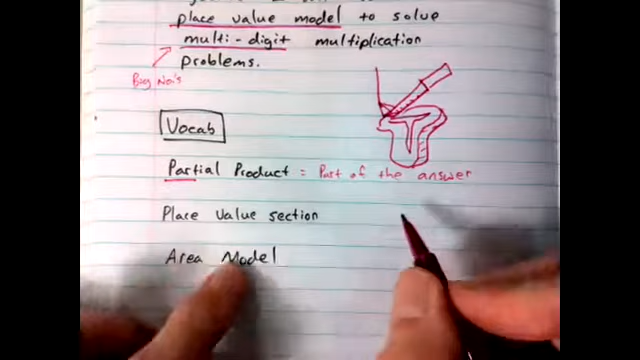 place value model to solve
multi-digit multiplication
problems.
Big No's
Vocab
Partial Product = Part of the answer
Place Value section
Area Model